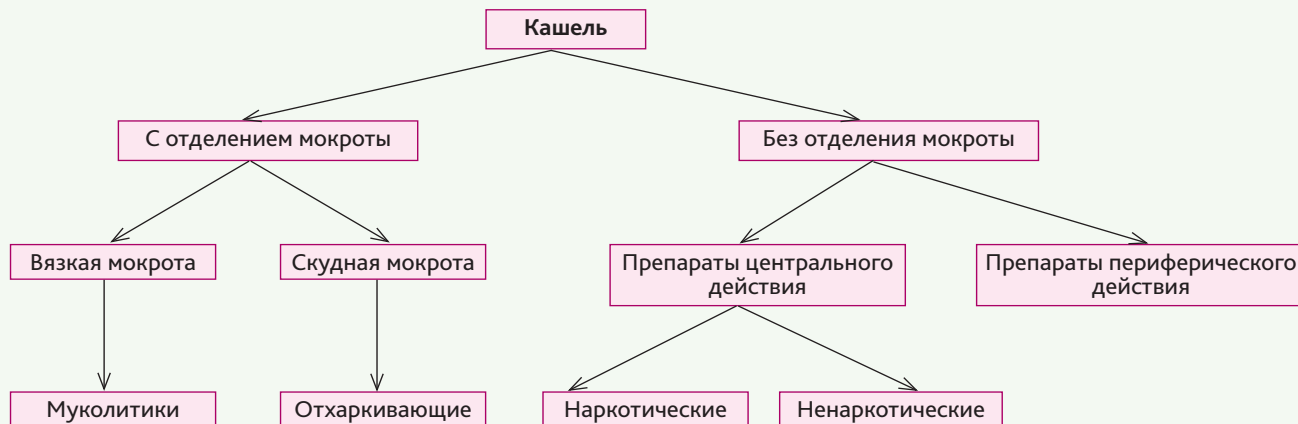 Кашель
С отделением мокроты
Без отделения мокроты
Вязкая мокрота
Скудная мокрота
Препараты центрального
действия
Препараты периферического
действия
Муколитики
Отхаркивающие
Наркотические
Ненаркотические